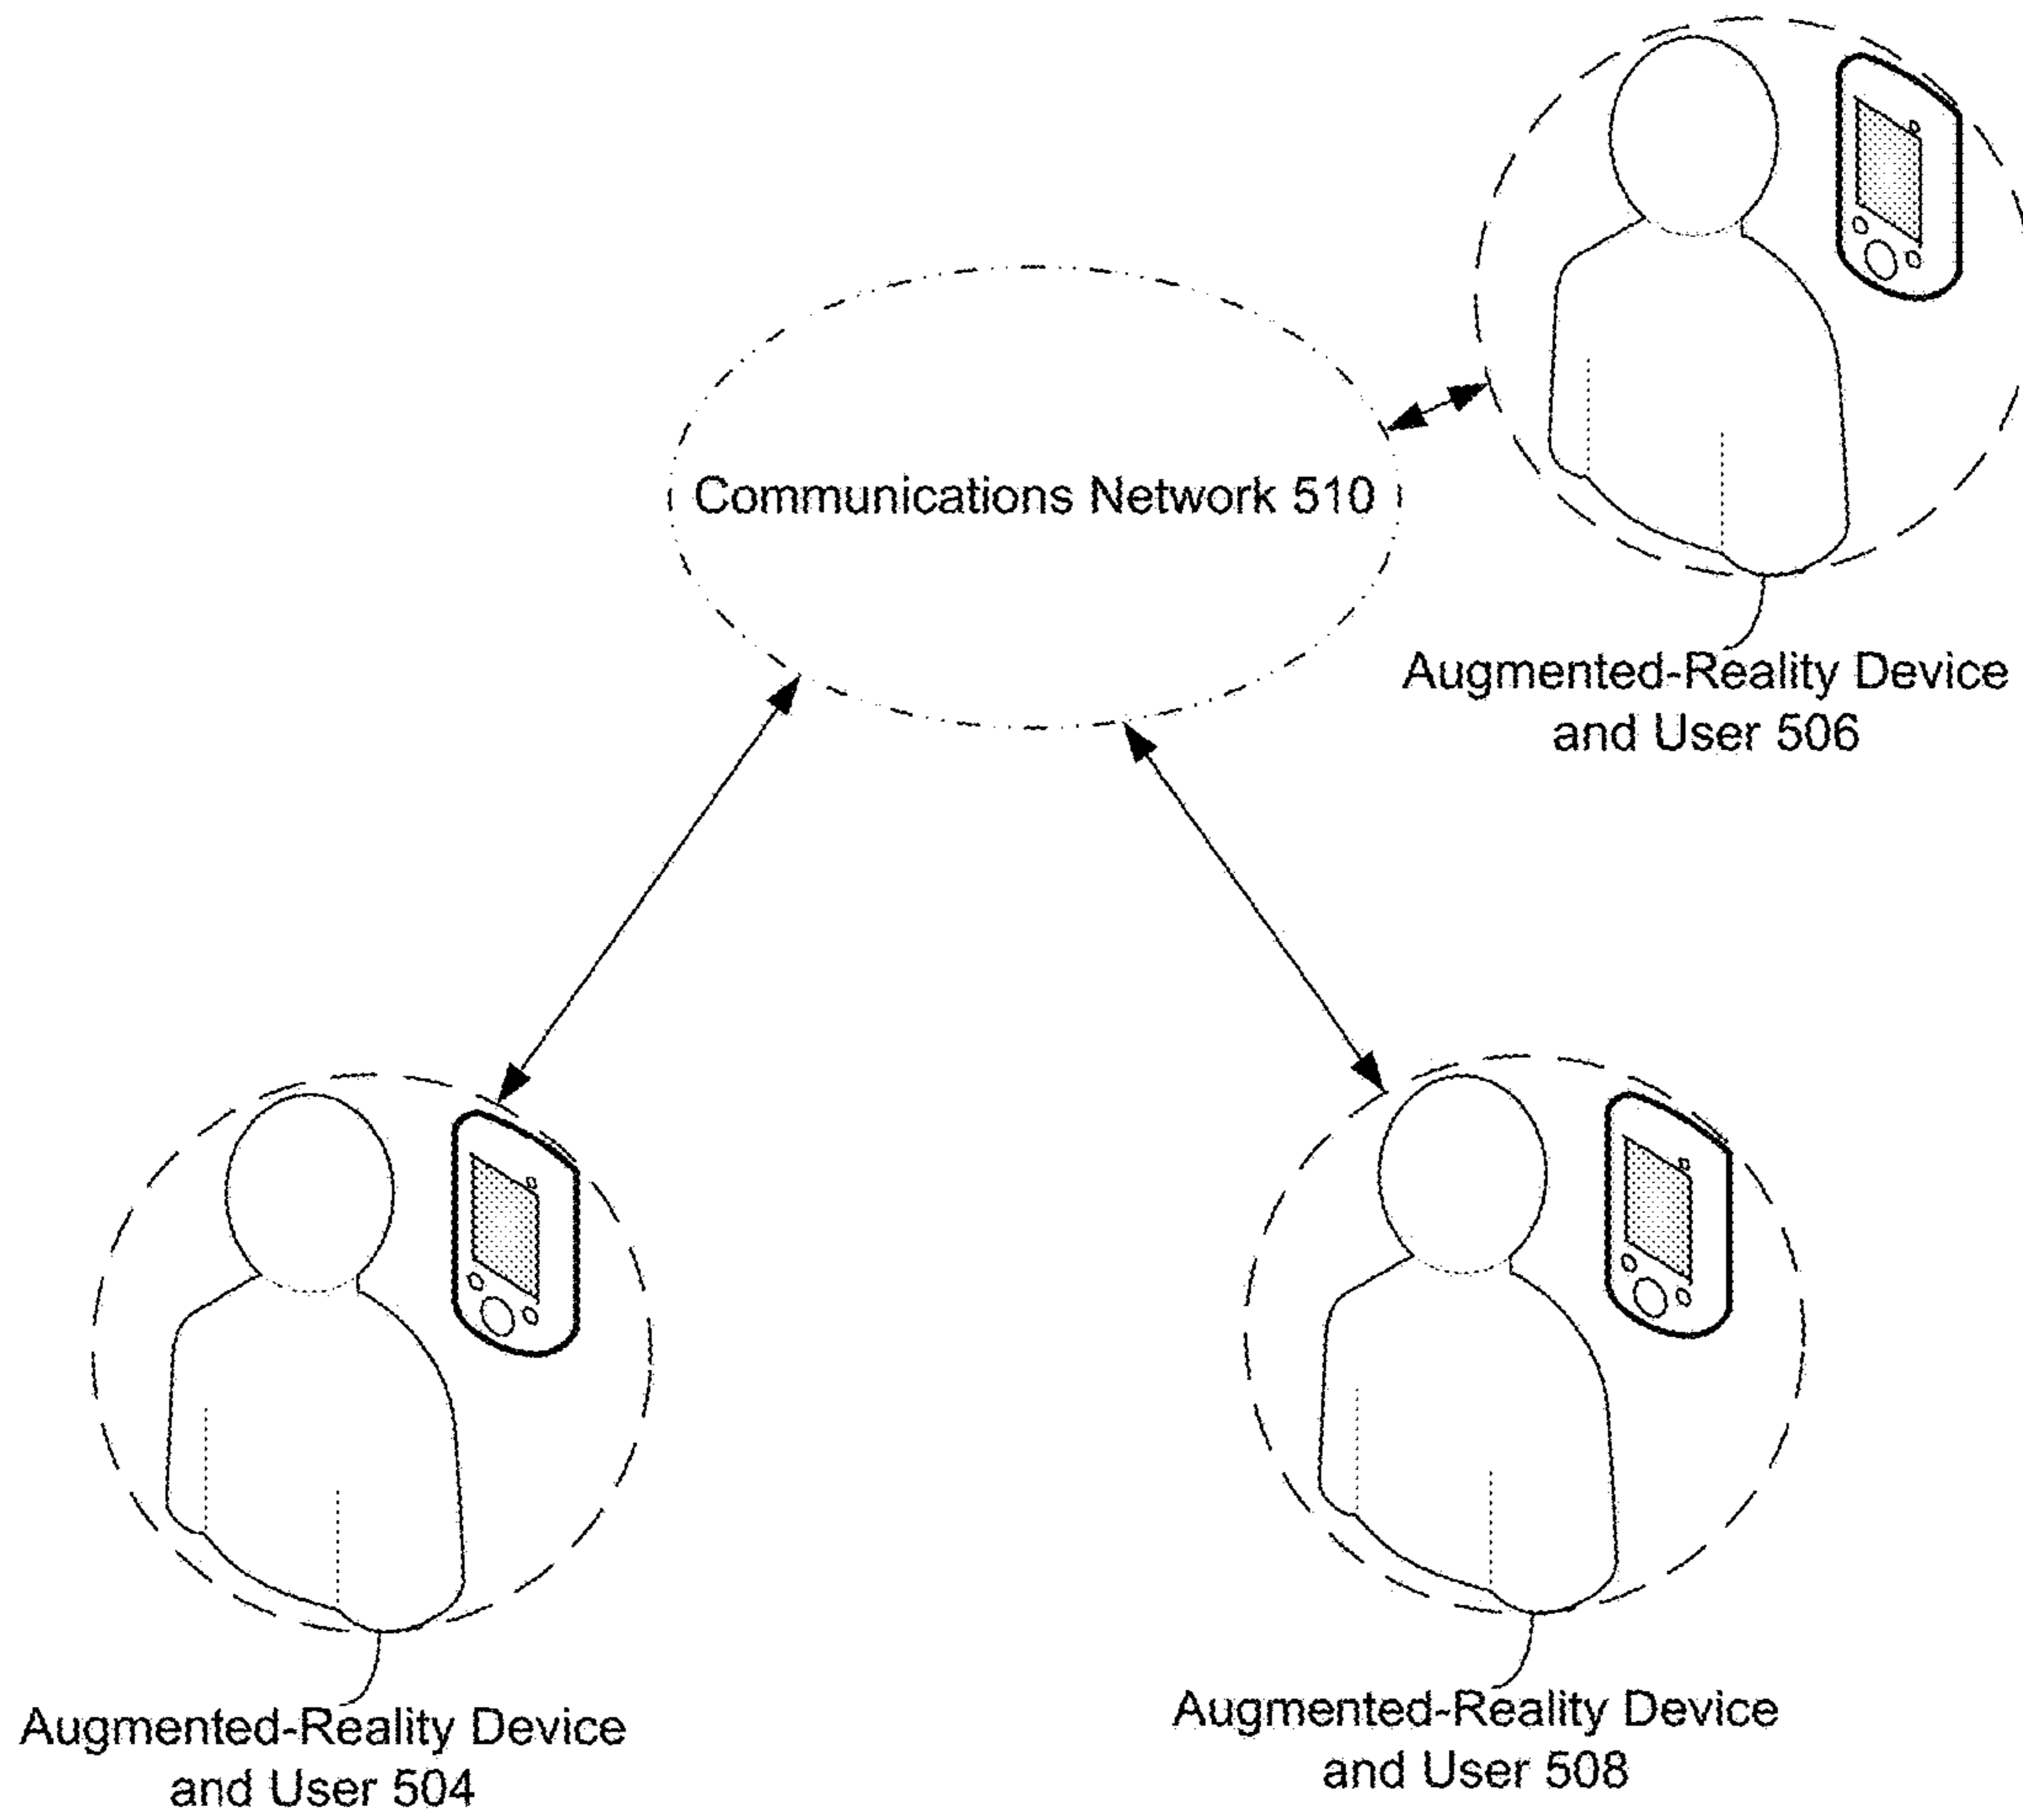 Communications Network 510
Augmented-Reality Device
and User 506
Augmented-Reality Device
and User 504
Augmented-Reality Device
and User 508